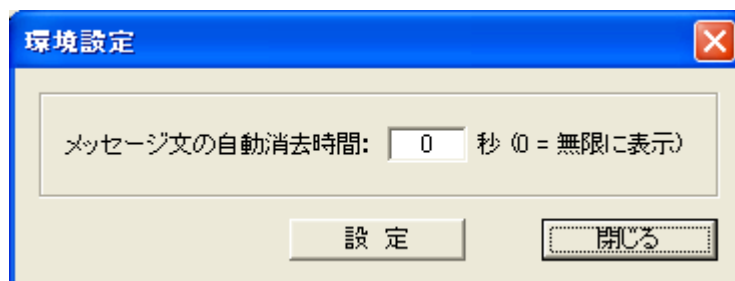 環境設定
メッセージ文の自動消去時間: 0 秒 (0 = 無限に表示)
設 定 閉じる